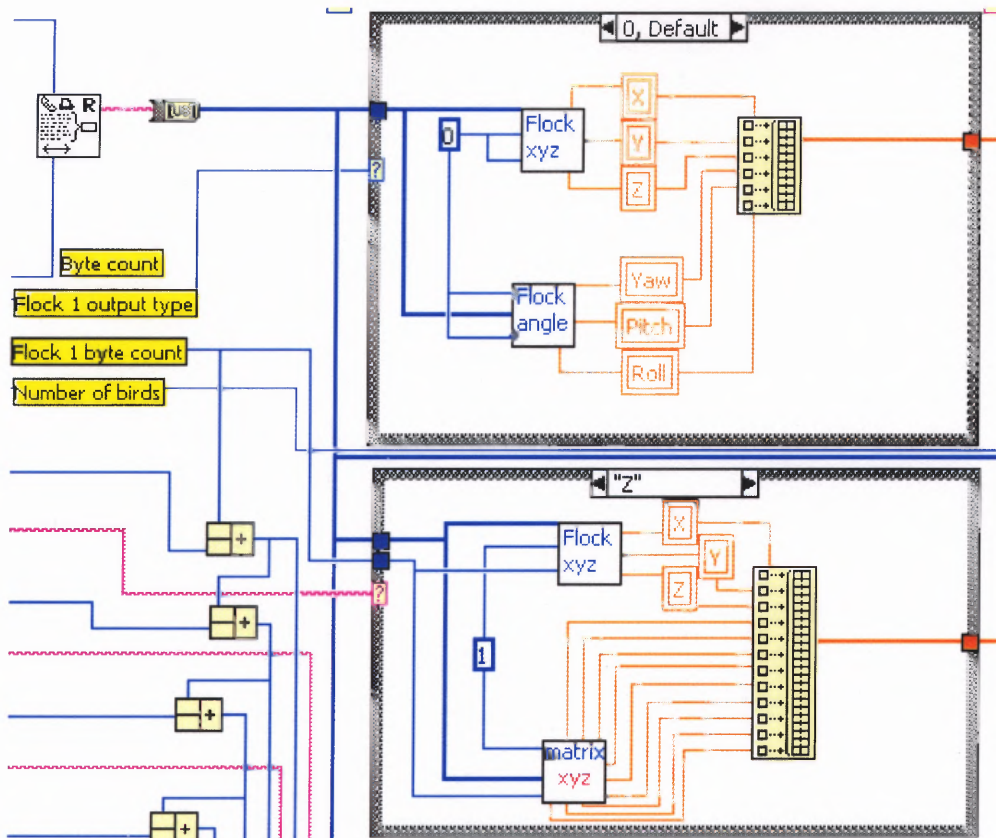 0, Default
R
[U8]
X
Flock
xyz
0
Y
?
Z
Byte count
Yaw
Flock 1 output type
Flock
angle
Pitch
Flock 1 byte count
Roll
Number of birds
"Z"
X
Flock
xyz
Y
Z
?
+
+
1
+
matrix
xyz
+